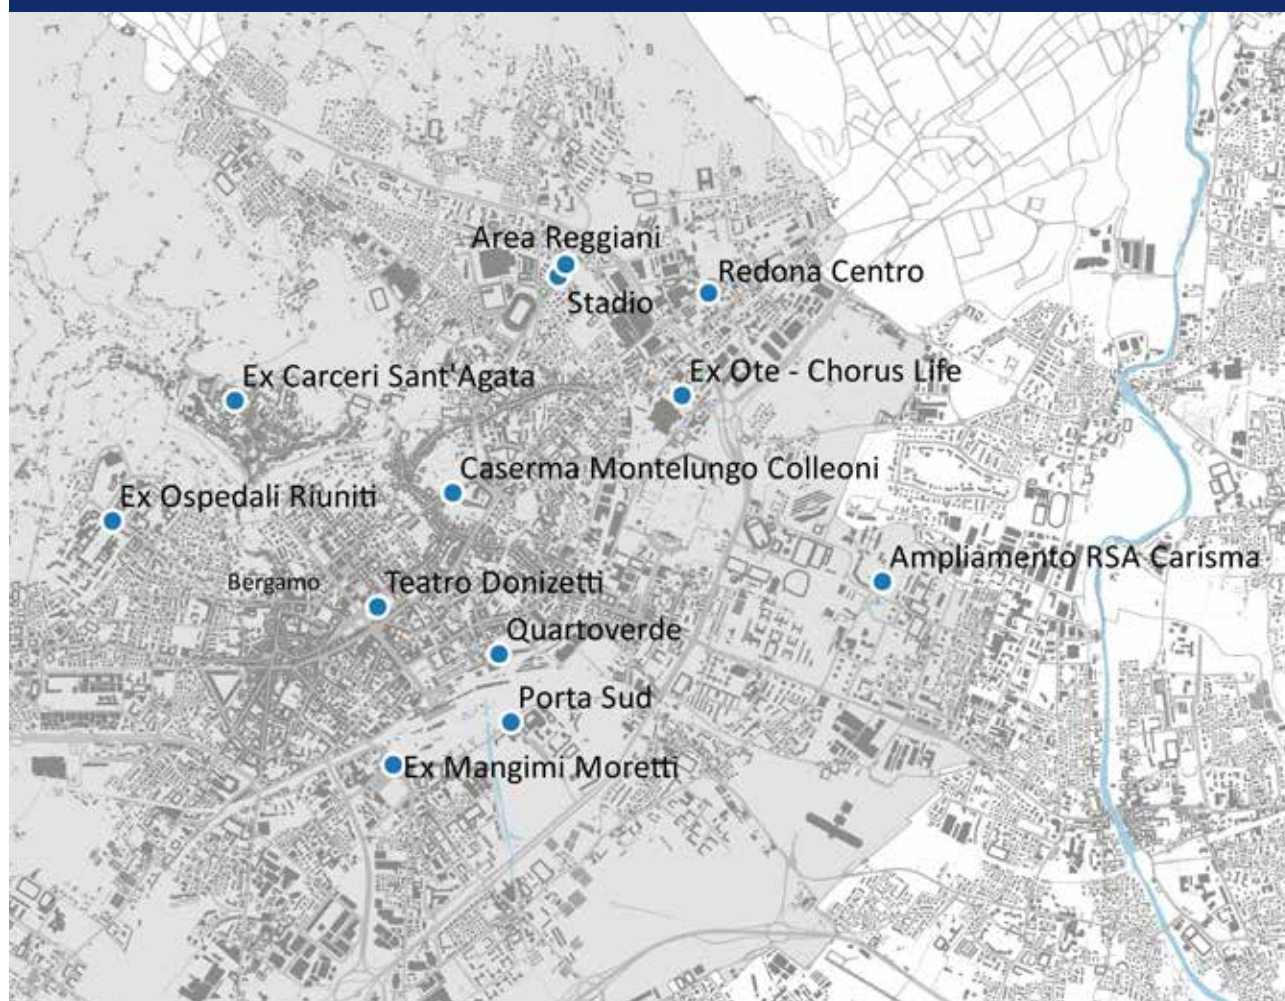 Area Reggiani
Redona Centro
Stadio
Ex Carceri Sant'Agata
Ex Ote - Chorus Life
Caserma Montelungo Colleoni
Ex Ospedali Riuniti
Ampliamento RSA Carisma
Bergamo
Teatro Donizetti
Quartoverde
Porta Sud
Ex Mangimi Moretti